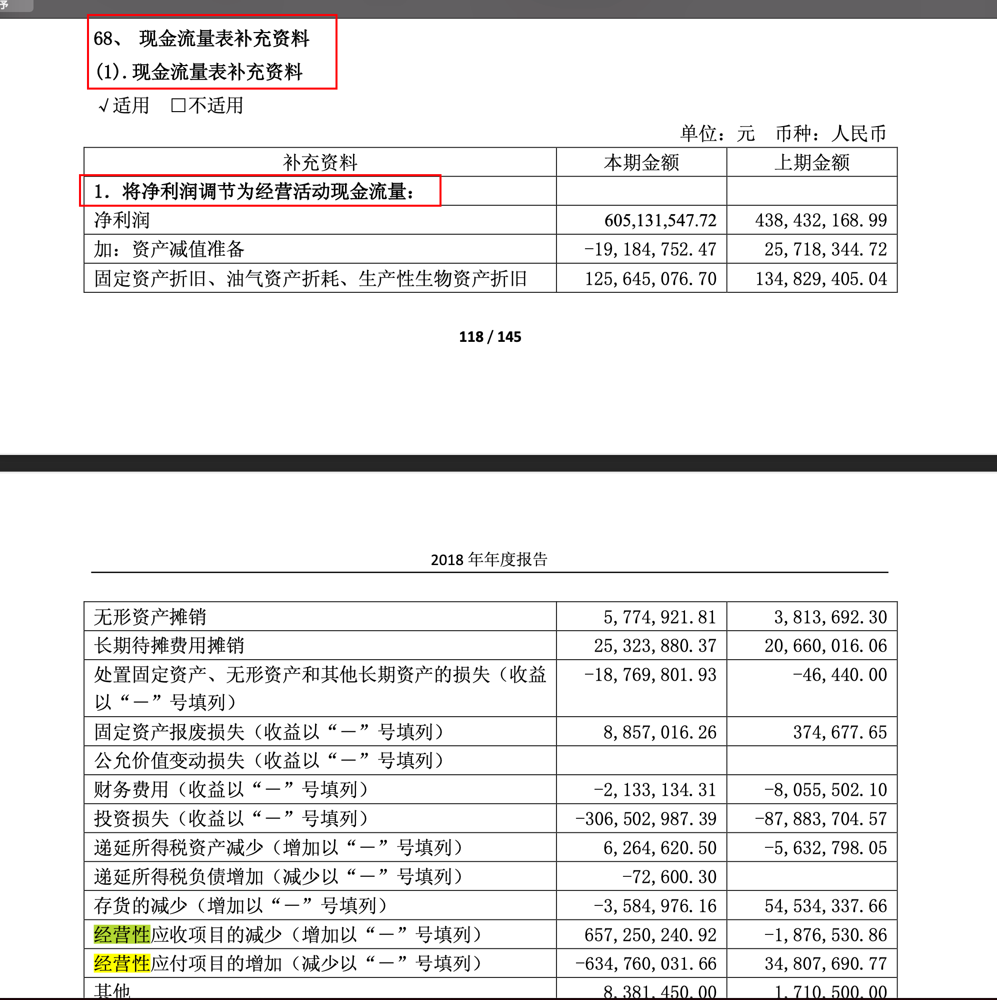 予
68、 现金流量表补充资料
(1).现金流量表补充资料
√适用 □不适用
单位：元 币种：人民币
补充资料 本期金额 上期金额
1．将净利润调节为经营活动现金流量：
净利润 605,131,547.72 438,432,168.99
加：资产减值准备 -19,184,752.47 25,718,344.72
固定资产折旧、油气资产折耗、生产性生物资产折旧 125,645,076.70 134,829,405.04
118 / 145
2018 年年度报告
无形资产摊销 5,774,921.81 3,813,692.30
长期待摊费用摊销 25,323,880.37 20,660,016.06
处置固定资产、无形资产和其他长期资产的损失（收益 -18,769,801.93 -46,440.00
以“－”号填列）
固定资产报废损失（收益以“－”号填列） 8,857,016.26 374,677.65
公允价值变动损失（收益以“－”号填列）
财务费用（收益以“－”号填列） -2,133,134.31 -8,055,502.10
投资损失（收益以“－”号填列） -306,502,987.39 -87,883,704.57
递延所得税资产减少（增加以“－”号填列） 6,264,620.50 -5,632,798.05
递延所得税负债增加（减少以“－”号填列） -72,600.30
存货的减少（增加以“－”号填列） -3,584,976.16 54,534,337.66
经营性应收项目的减少（增加以“－”号填列） 657,250,240.92 -1,876,530.86
经营性应付项目的增加（减少以“－”号填列） -634,760,031.66 34,807,690.77
其他 8,381,450.00 1,710,500.00